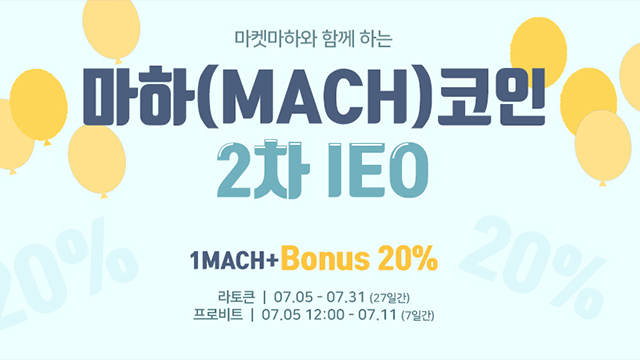 마켓마하와 함께 하는
마하(MACH)코인
2차 IEO
20%
20%
1MACH+Bonus 20%
라토큰 | 07.05 - 07.31 (27일간)
프로비트 | 07.05 12:00 - 07.11 (7일간)